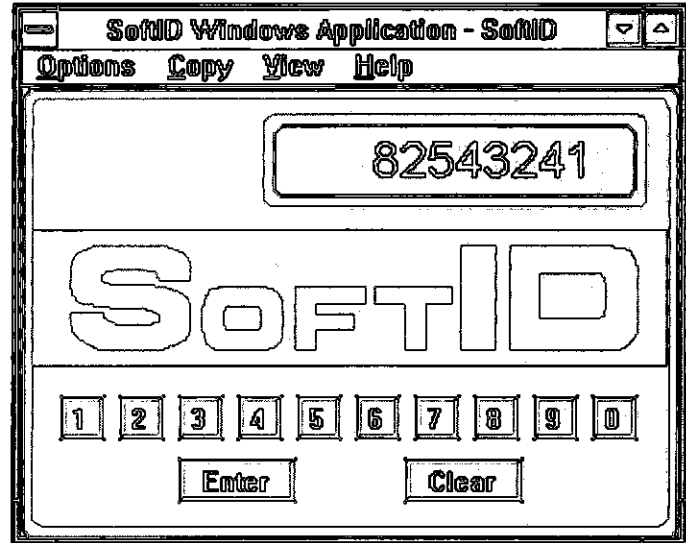 SoftID Windows Application - SoftID
Options Copy View Help
82543241
SOFTID
1 2 3 4 5 6 7 8 9 0
Enter Clear